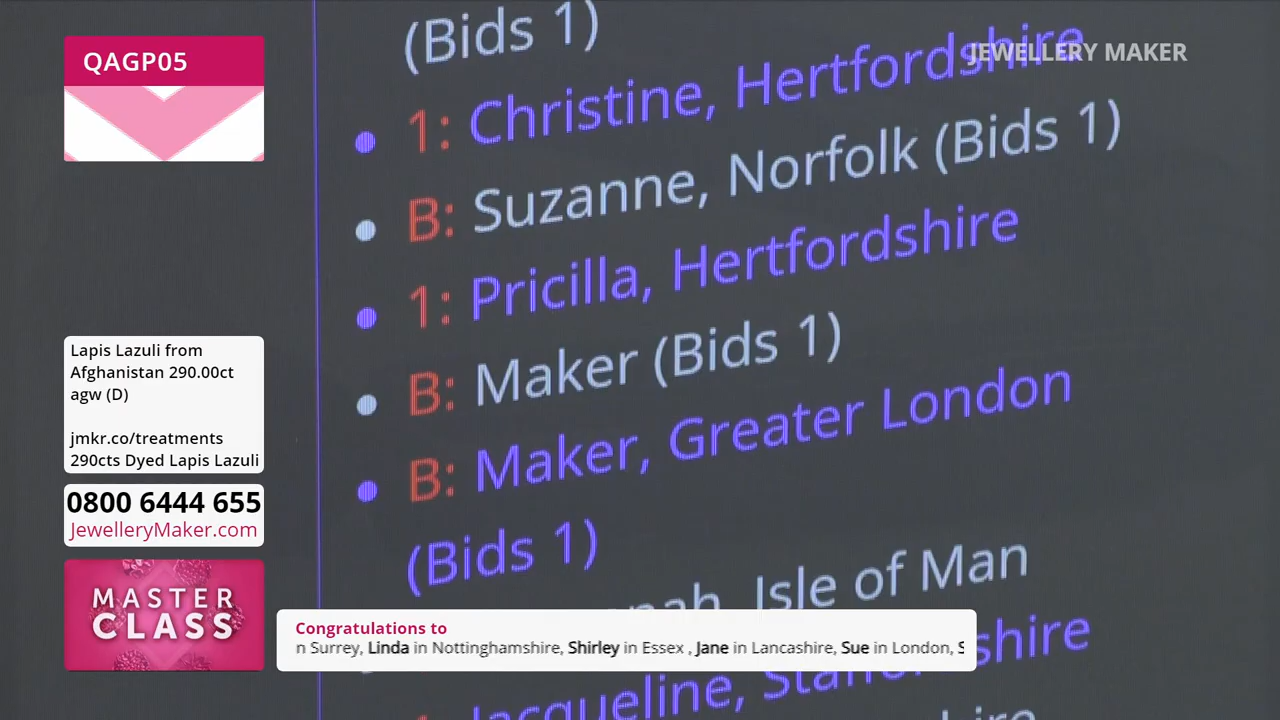 QAGP05
JEWELLERY MAKER
(Bids 1)
1: Christine, Hertfordshire
B: Suzanne, Norfolk (Bids 1)
1: Pricilla, Hertfordshire
B: Maker (Bids 1)
B: Maker, Greater London
(Bids 1)
Isle of Man
Jacqueline,
Lapis Lazuli from
Afghanistan 290.00ct
agw (D)
jmkr.co/treatments
290cts Dyed Lapis Lazuli
0800 6444 655
JewelleryMaker.com
MASTER
CLASS
Congratulations to
n Surrey, Linda in Nottinghamshire, Shirley in Essex , Jane in Lancashire, Sue in London,